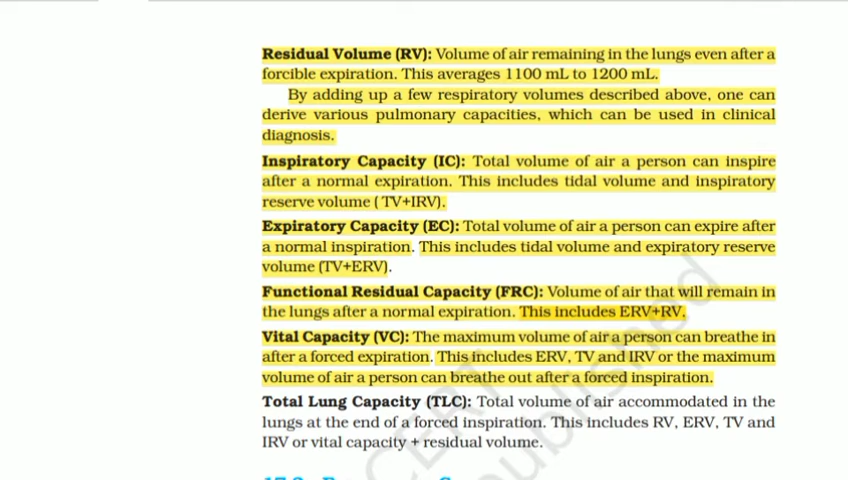 Residual Volume (RV): Volume of air remaining in the lungs even after a
forcible expiration. This averages 1100 mL to 1200 mL.
By adding up a few respiratory volumes described above, one can
derive various pulmonary capacities, which can be used in clinical
diagnosis.
Inspiratory Capacity (IC): Total volume of air a person can inspire
after a normal expiration. This includes tidal volume and inspiratory
reserve volume ( TV+IRV).
Expiratory Capacity (EC): Total volume of air a person can expire after
a normal inspiration. This includes tidal volume and expiratory reserve
volume (TV+ERV).
Functional Residual Capacity (FRC): Volume of air that will remain in
the lungs after a normal expiration. This includes ERV+RV.
Vital Capacity (VC): The maximum volume of air a person can breathe in
after a forced expiration. This includes ERV, TV and IRV or the maximum
volume of air a person can breathe out after a forced inspiration.
Total Lung Capacity (TLC): Total volume of air accommodated in the
lungs at the end of a forced inspiration. This includes RV, ERV, TV and
IRV or vital capacity + residual volume.